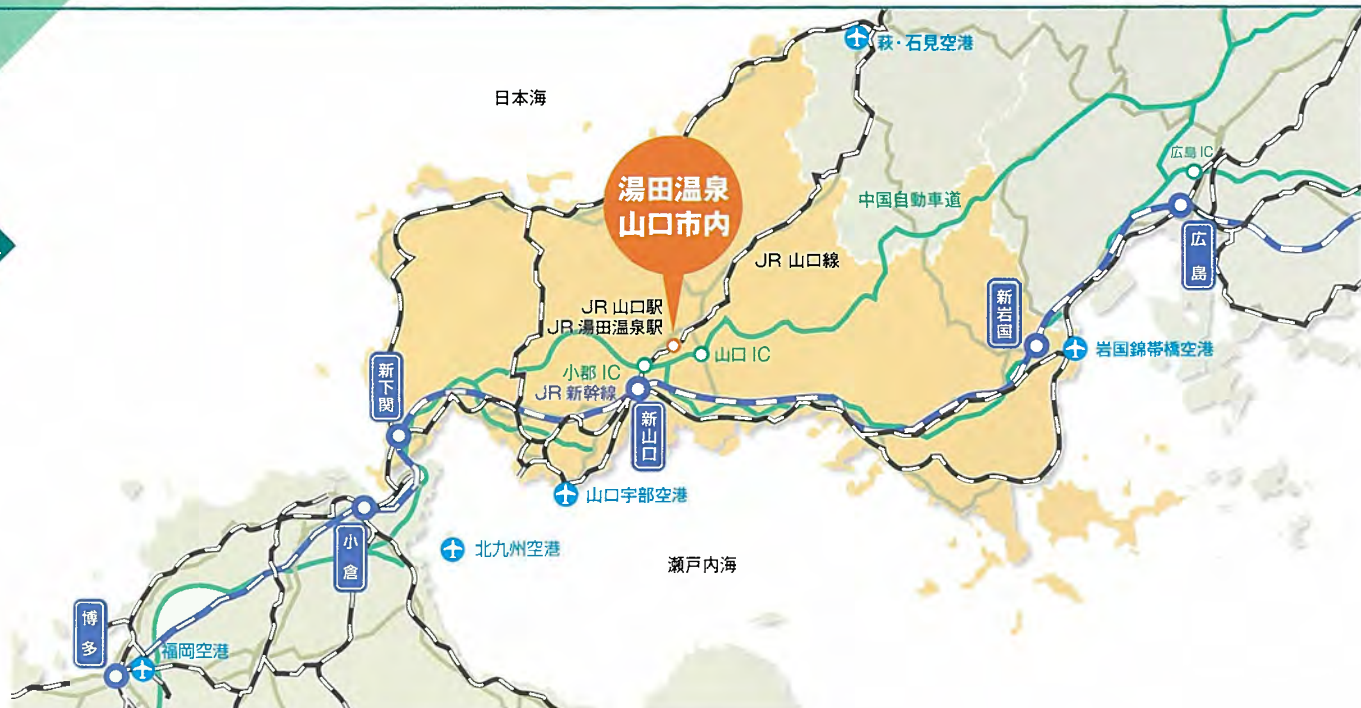 萩・石見空港
日本海
広島 IC
湯田温泉
山口市内
中国自動車道
広島
JR 山口線
新岩国
JR 山口駅
JR 湯田温泉駅
山口 IC
岩国錦帯橋空港
小郡 IC
新下関
JR 新幹線
新山口
山口宇部空港
小倉
北九州空港
瀬戸内海
博多
福岡空港